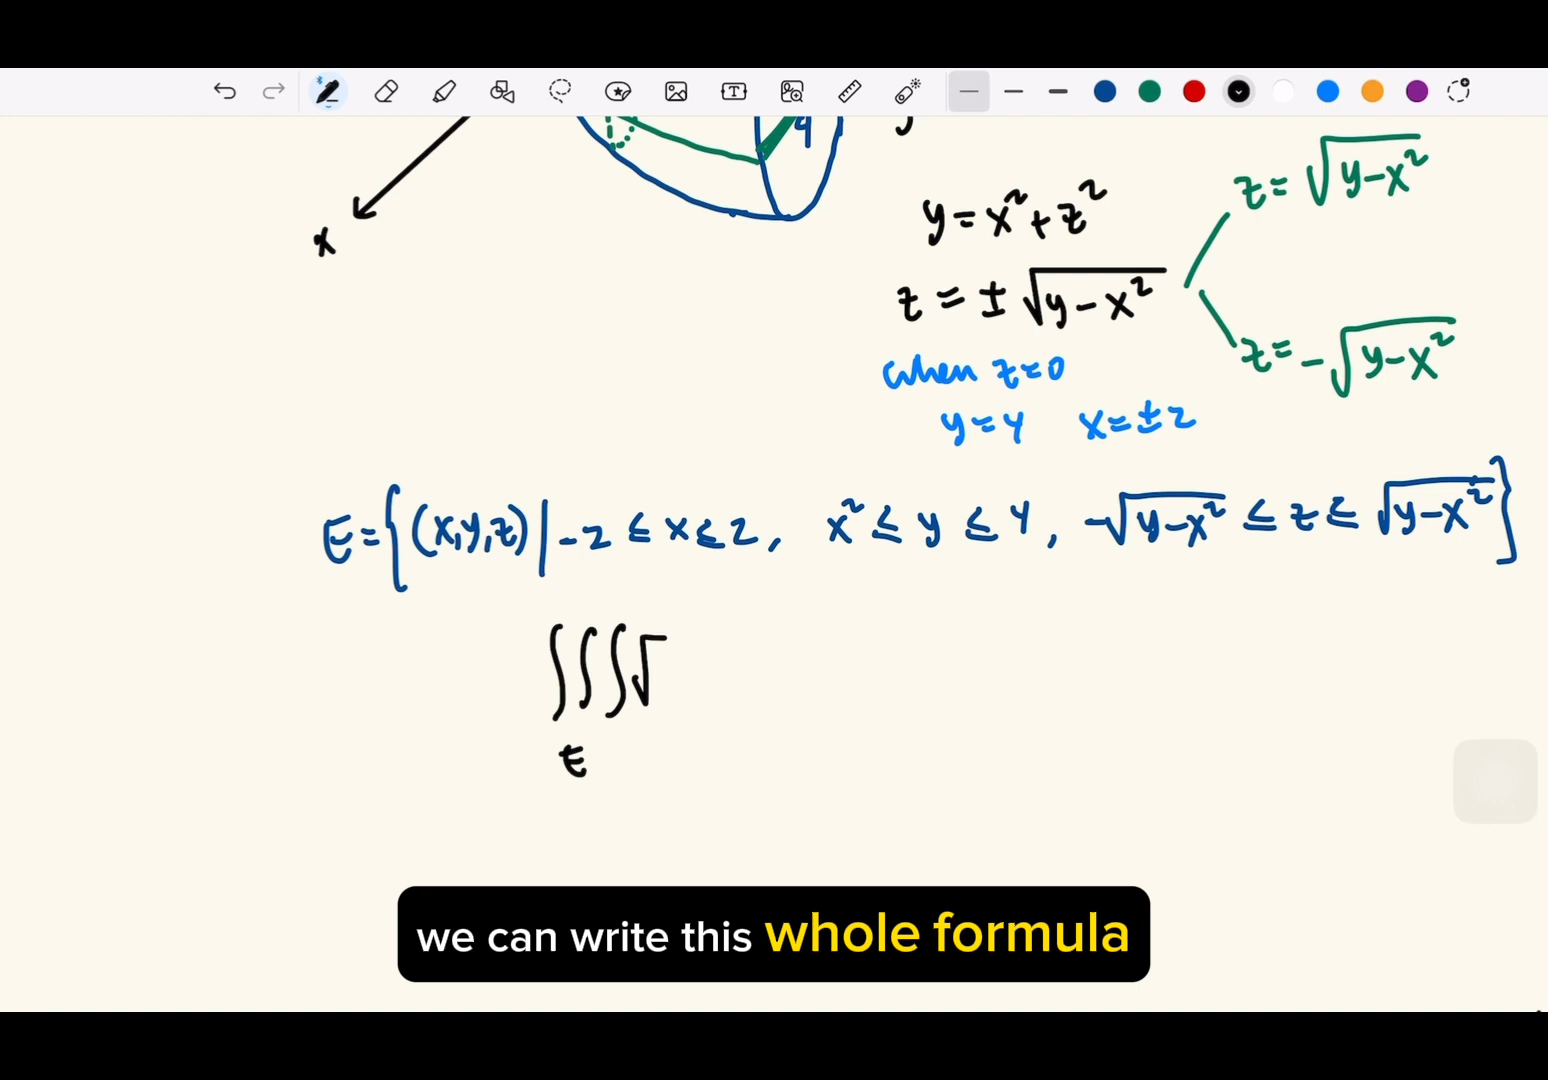 T
4
y
z = √(y-x²)
x
y = x² + z²
z = ± √(y-x²)
z = -√(y-x²)
when z=0
y=4 x=±2
E = {(x,y,z) | -2 ≤ x ≤ 2, x² ≤ y ≤ 4, -√(y-x²) ≤ z ≤ √(y-x²)}
∫∫∫√
E
we can write this whole formula